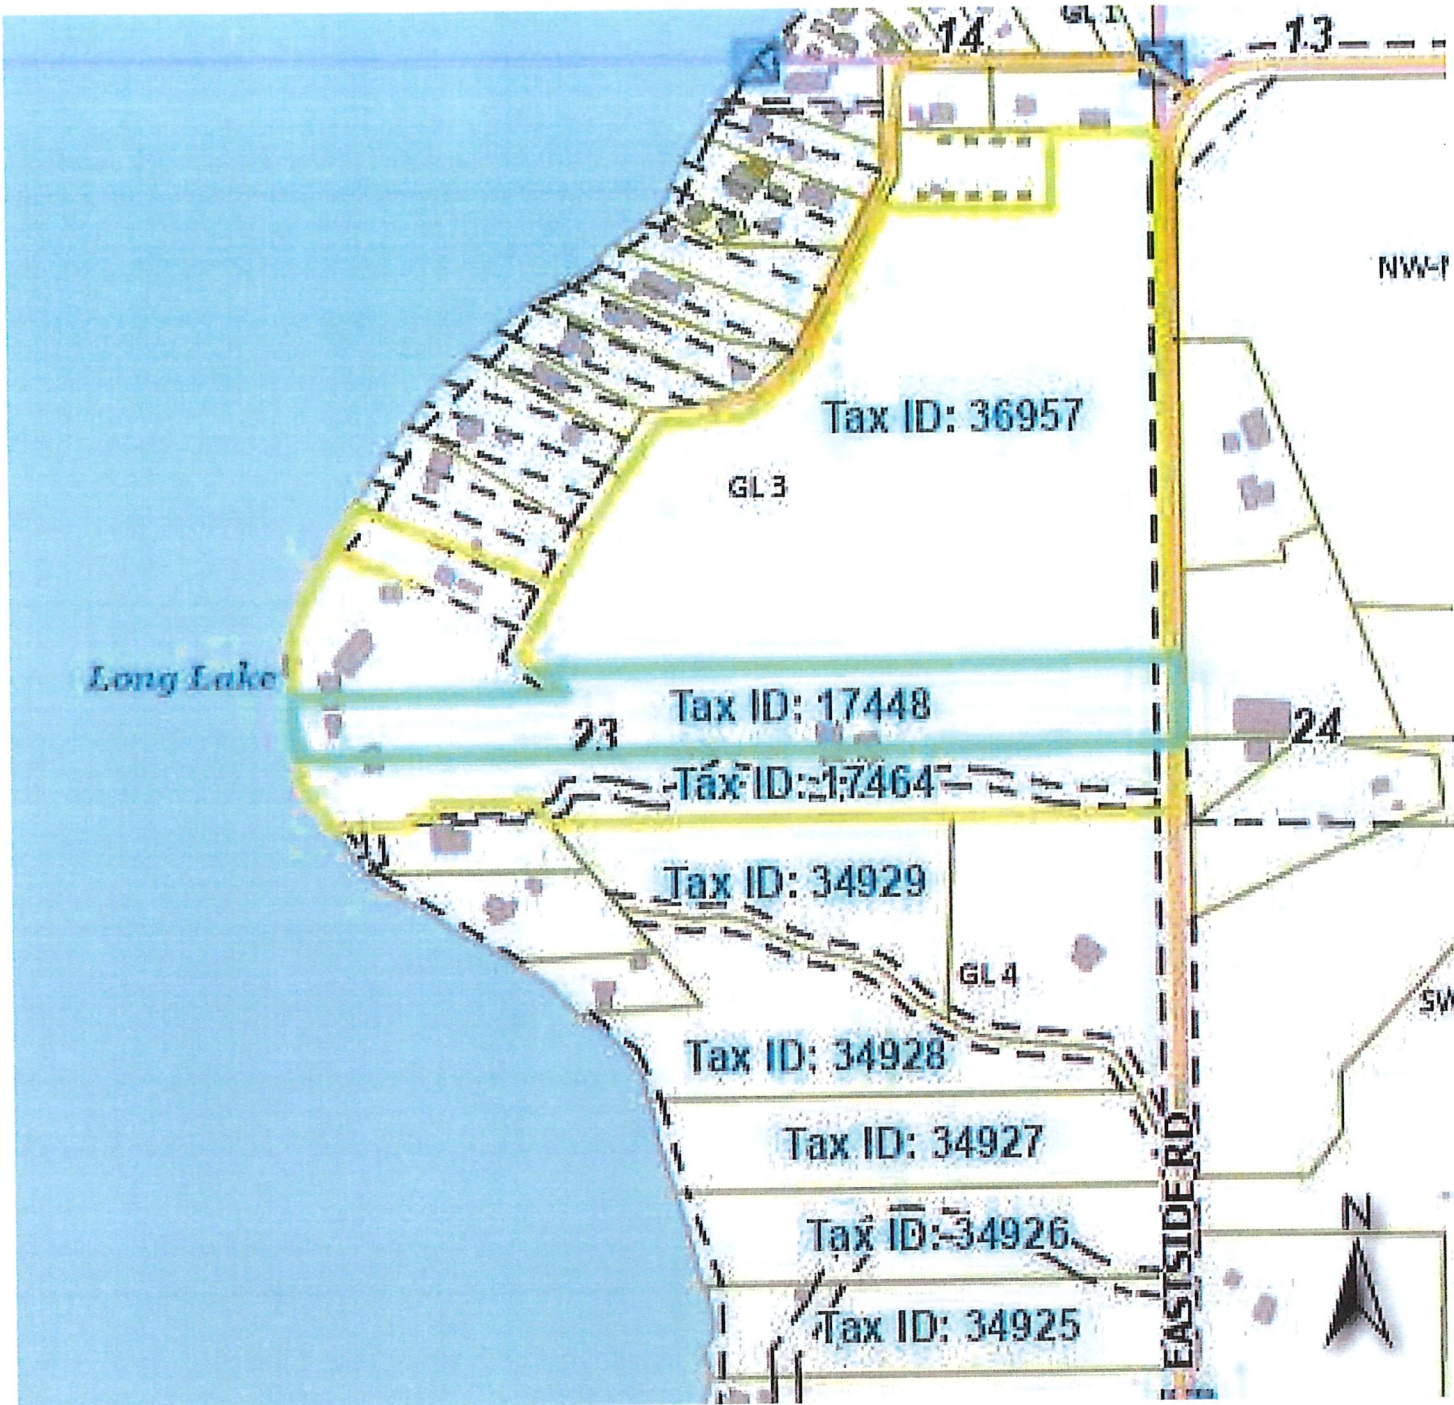 GL 1
14
13
NW-
Tax ID: 36957
GL 3
Long Lake
Tax ID: 17448
23
24
Tax ID: 17464
Tax ID: 34929
GL 4
SW
Tax ID: 34928
Tax ID: 34927
EASTSIDE RD
N
Tax ID: 34926
Tax ID: 34925